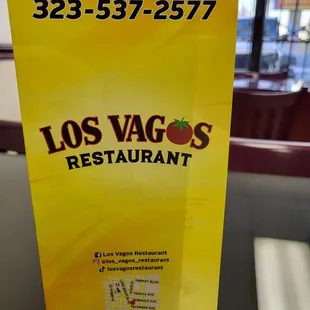 323-537-2577
LOS VAGOS
RESTAURANT
Los Vagos Restaurant
@los_vagos_restaurant
losvagosrestaurant